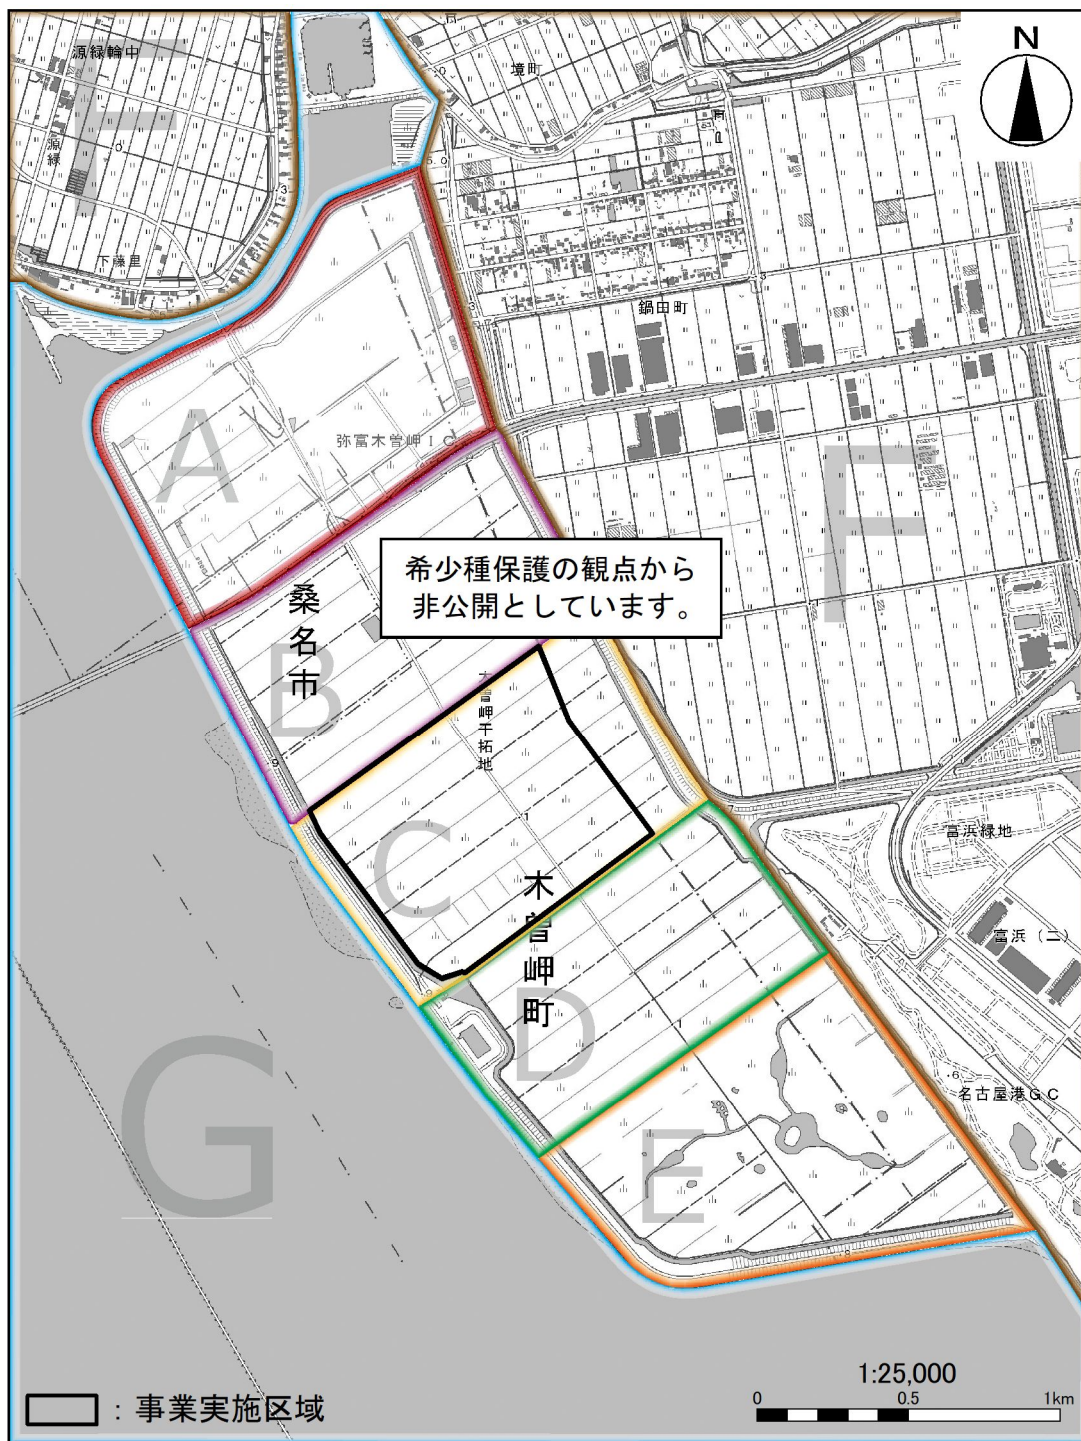 源緑輪中
境町
N
源緑
F
下藤里
鍋田町
A
弥富木曽岬IC
F
希少種保護の観点から
非公開としています。
桑名市
B
木曽岬干拓地
C
富浜緑地
木曽岬町
富浜(二)
D
G
名古屋港GC
E
1:25,000
0 0.5 1km
:事業実施区域